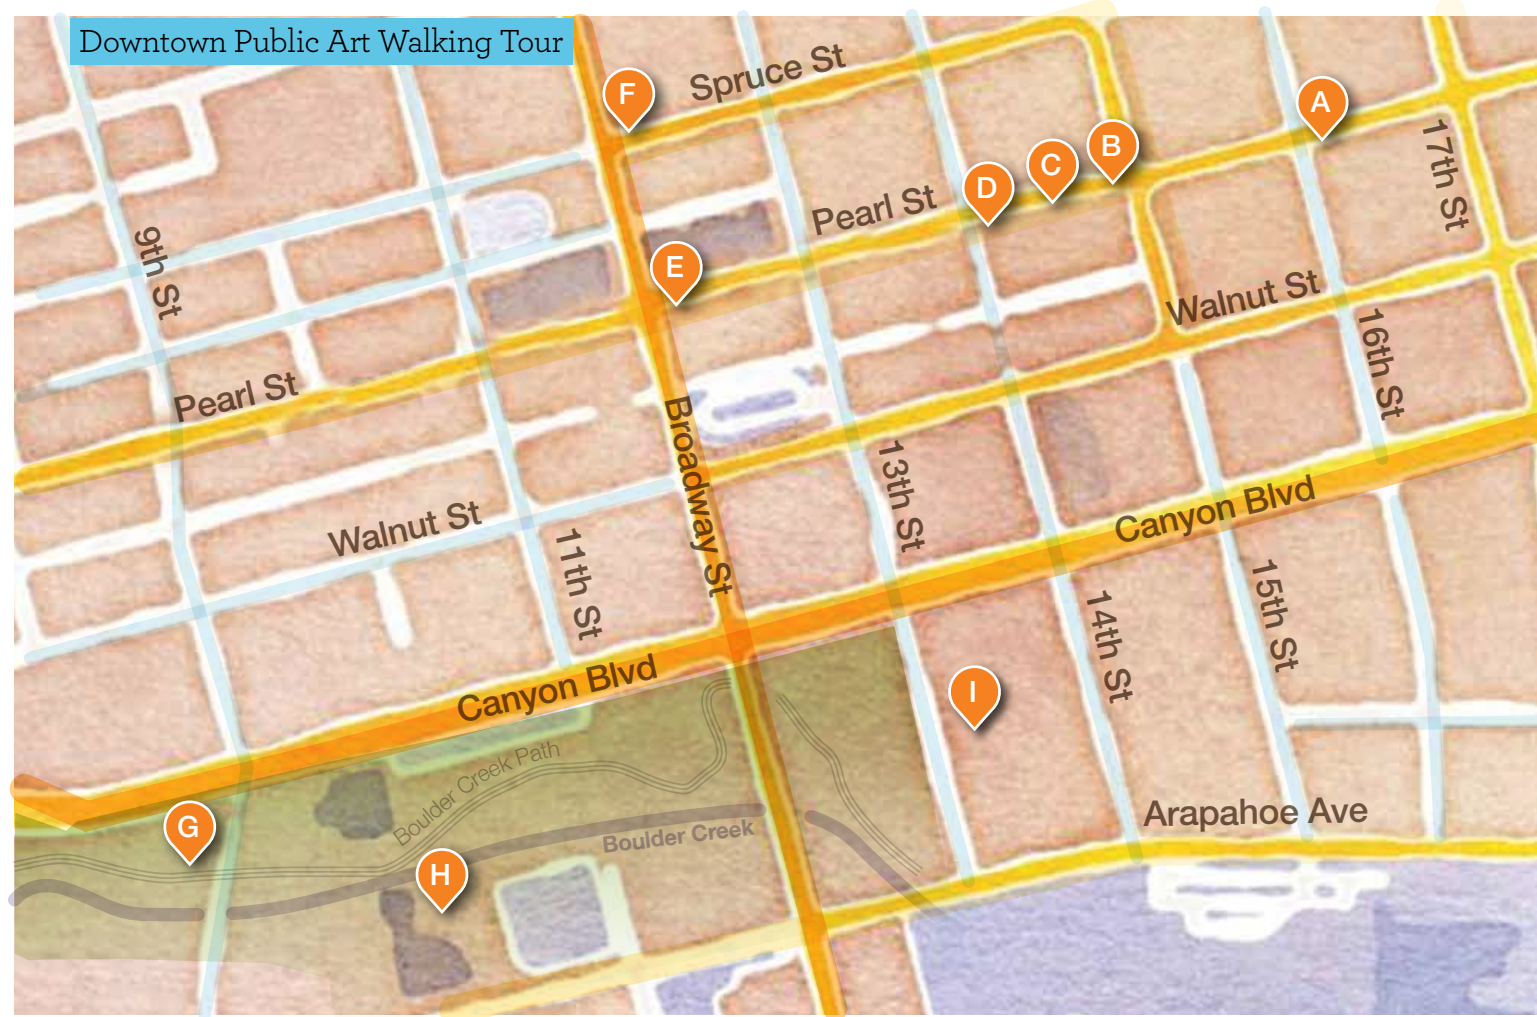 Downtown Public Art Walking Tour
F
Spruce St
A
17th St
B
C
D
Pearl St
9th St
E
Walnut St
16th St
Pearl St
Broadway St
13th St
Canyon Blvd
Walnut St
11th St
15th St
14th St
Canyon Blvd
I
Boulder Creek Path
Arapahoe Ave
G
Boulder Creek
H